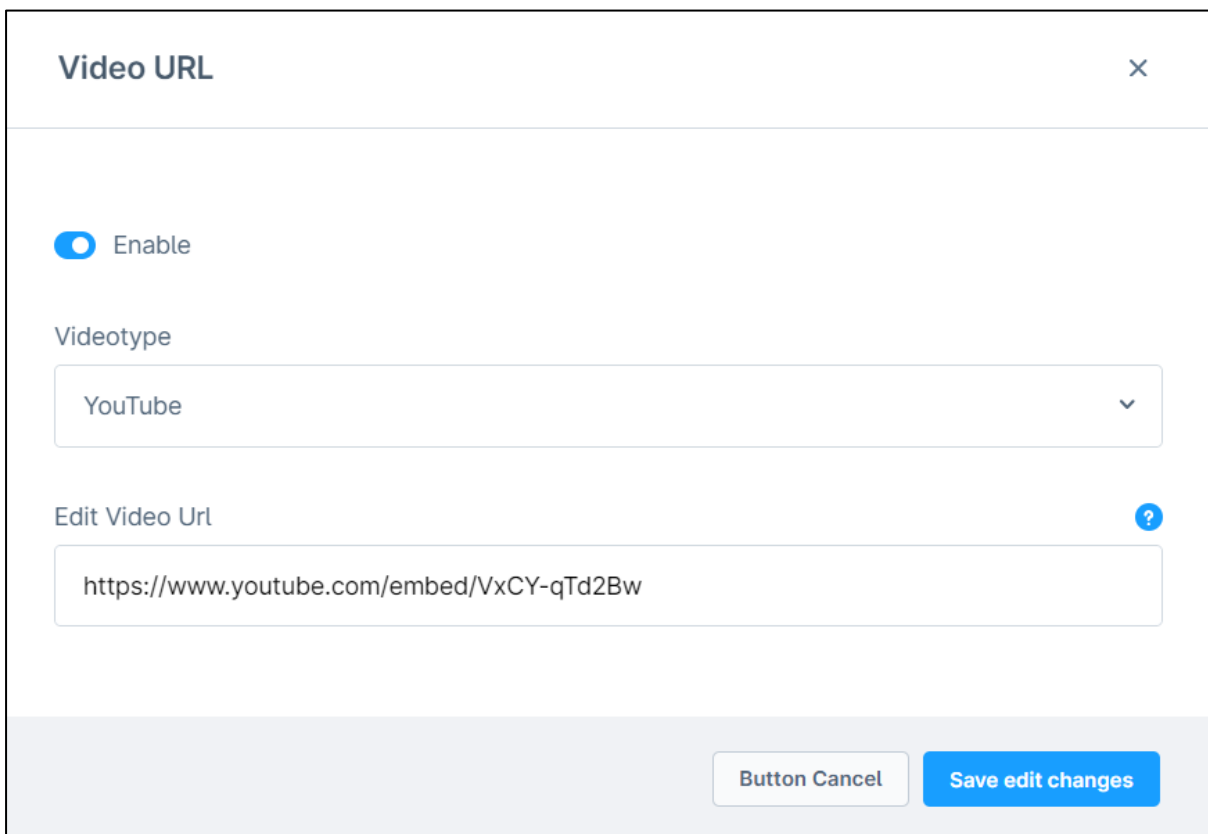 Video URL
Enable
Videotype
YouTube
Edit Video Url
?
https://www.youtube.com/embed/VxCY-qTd2Bw
Button Cancel
Save edit changes